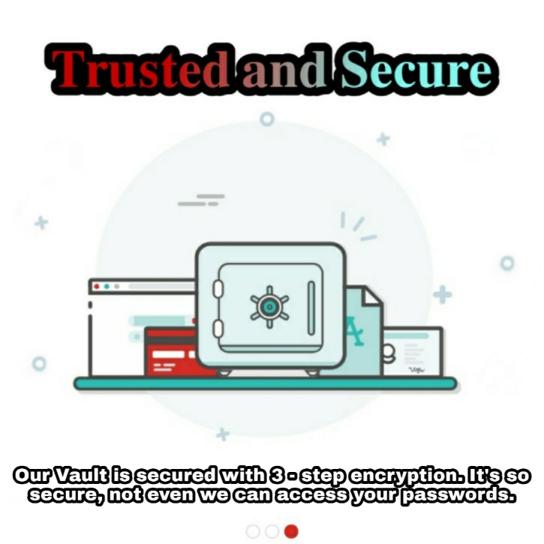 Trusted and Secure
A
Our Vault is secured with 3 - step encryption. It's so
secure, not even we can access your passwords.